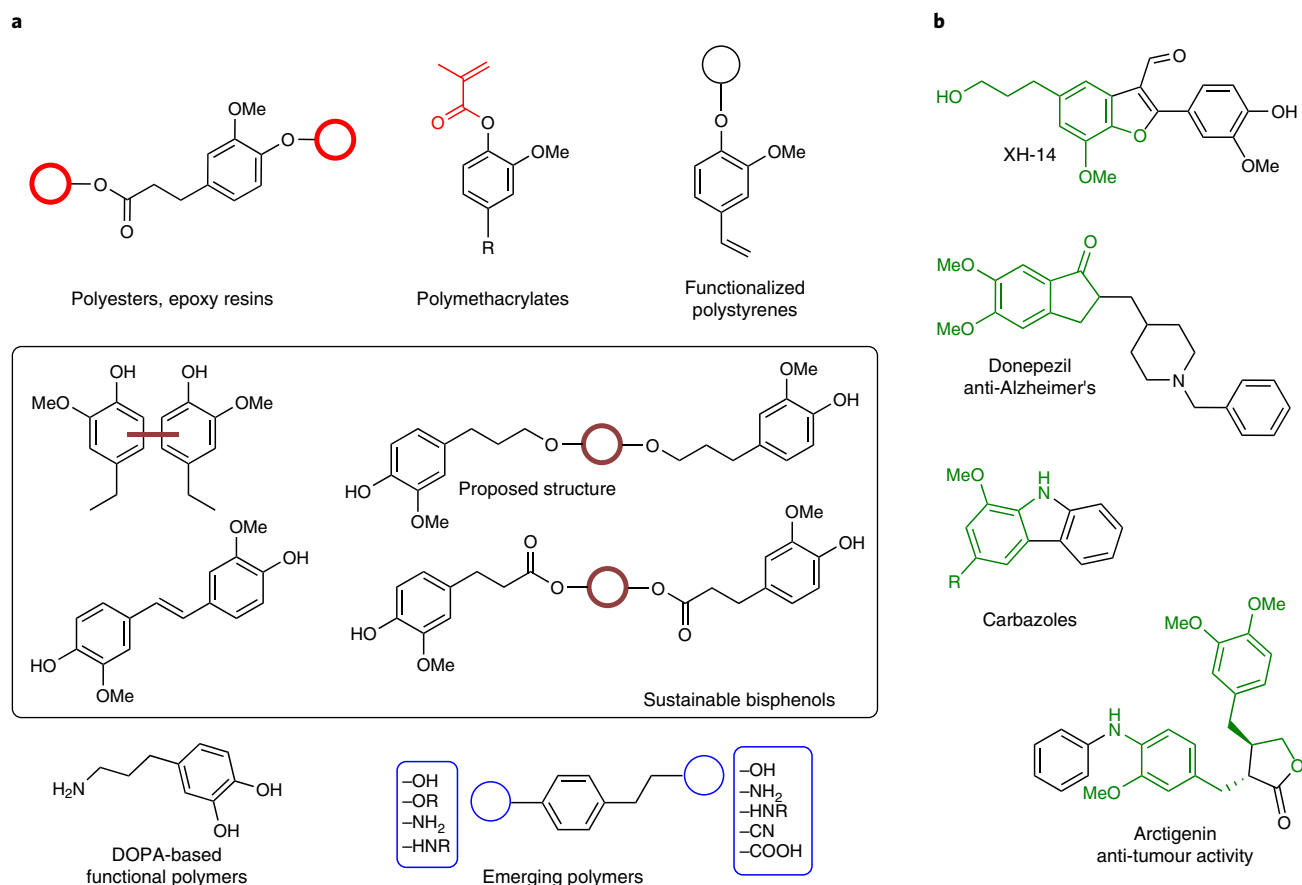 a
OMe
O
O
O
Polyesters, epoxy resins
O
O
OMe
R
Polymethacrylates
O
OMe
Functionalized
polystyrenes
OH
OH
MeO
OMe
OMe
OH
O
O
HO
OMe
Proposed structure
OMe
OH
HO
OMe
OMe
OH
O
O
O
O
HO
OMe
Sustainable bisphenols
H2N
OH
OH
DOPA-based
functional polymers
–OH
–OR
–NH2
–HNR
–OH
–NH2
–HNR
–CN
–COOH
Emerging polymers
b
O
HO
O
OH
OMe
OMe
XH-14
O
MeO
MeO
N
Donepezil
anti-Alzheimer's
MeO
H
N
R
Carbazoles
OMe
MeO
H
N
MeO
O
O
Arctigenin
anti-tumour activity